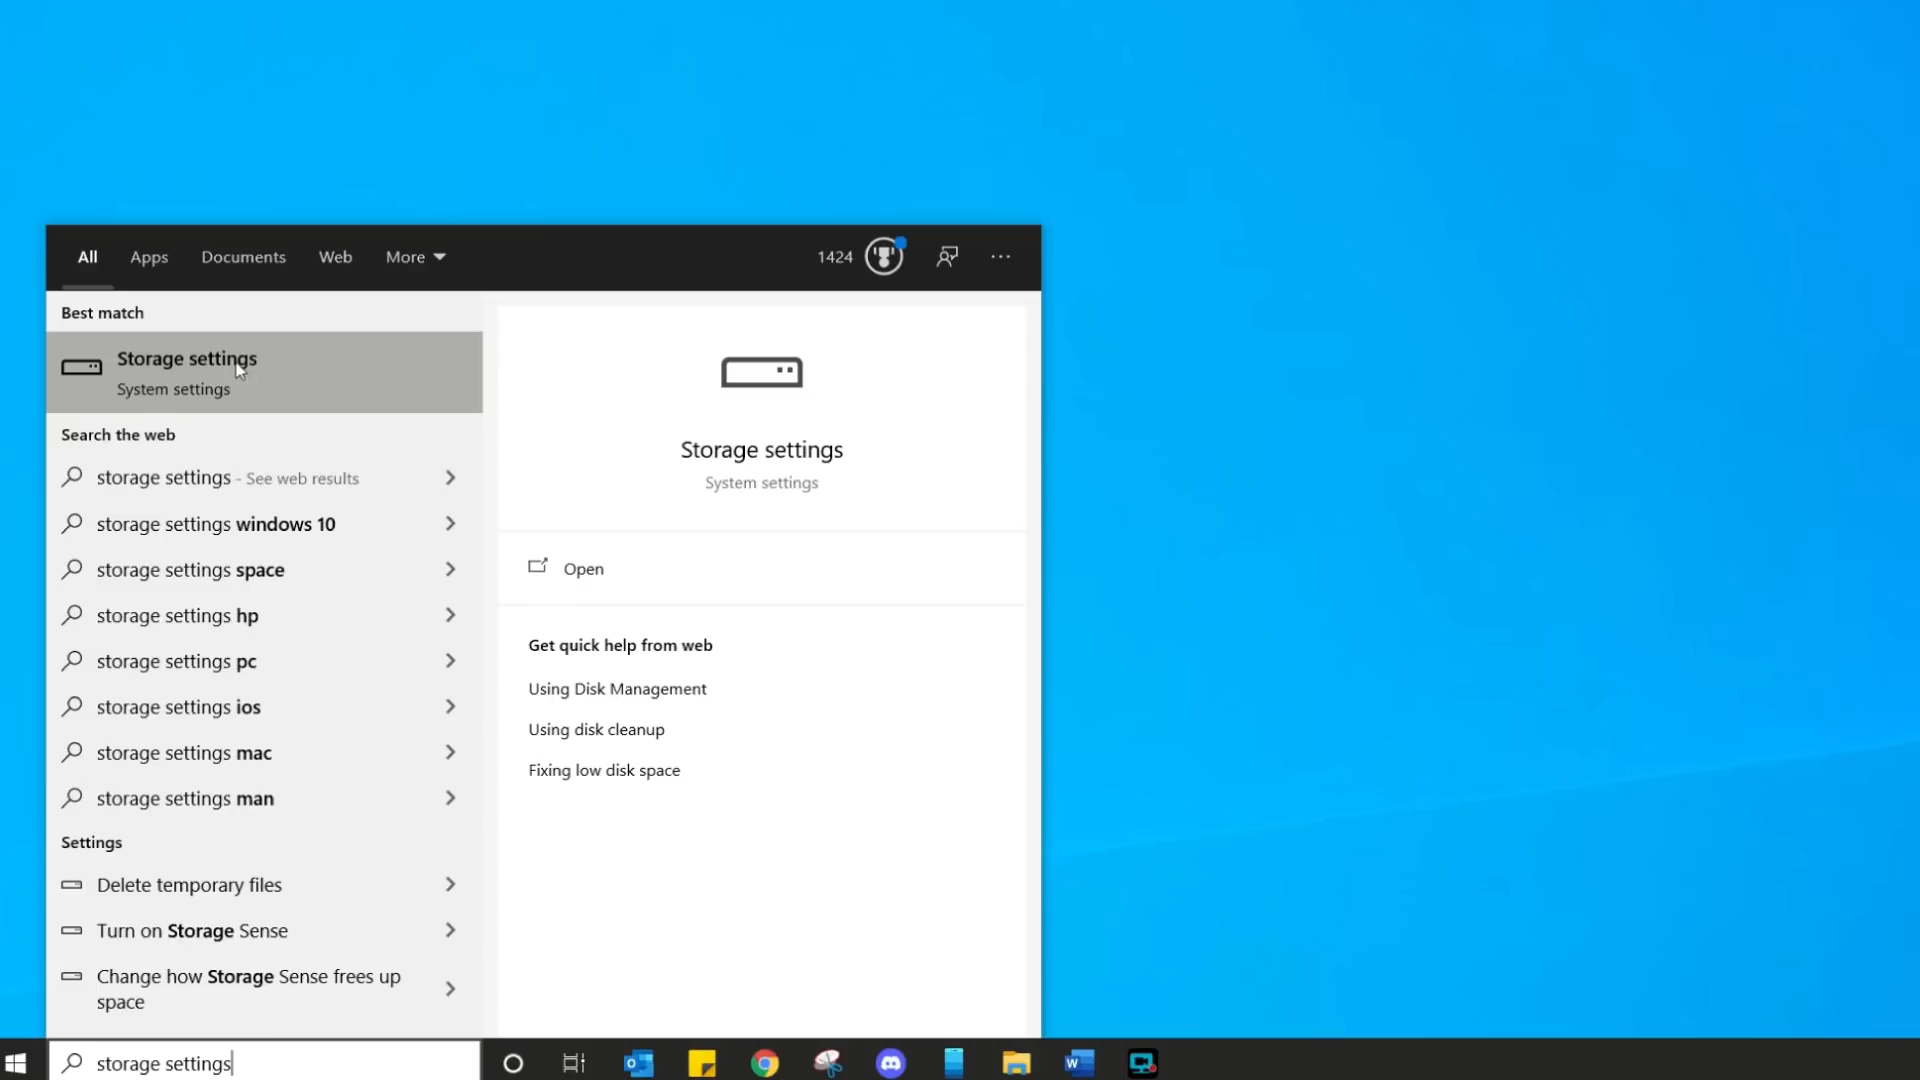 All Apps Documents Web More 1424
Best match
Storage settings
System settings
Search the web
storage settings - See web results
storage settings windows 10
storage settings space
storage settings hp
storage settings pc
storage settings ios
storage settings mac
storage settings man
Settings
Delete temporary files
Turn on Storage Sense
Change how Storage Sense frees up
space
Storage settings
System settings
Open
Get quick help from web
Using Disk Management
Using disk cleanup
Fixing low disk space
storage settings